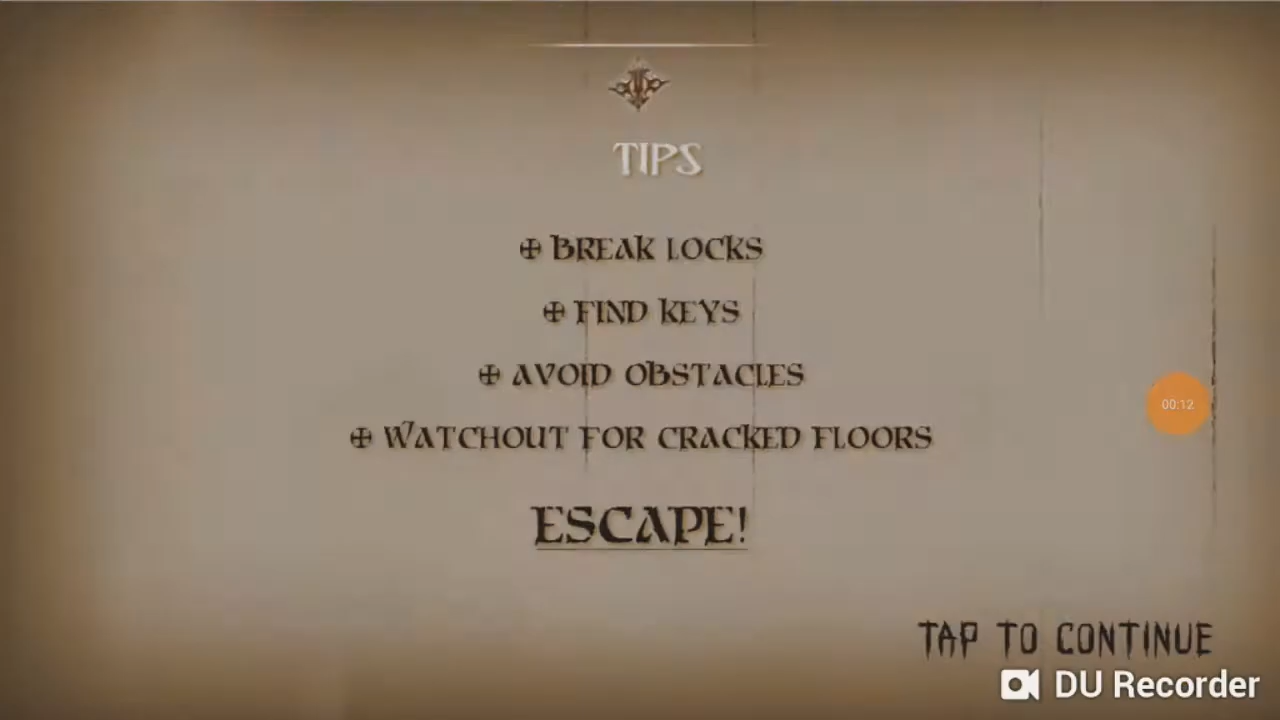 TIPS
✠ BREAK LOCKS
✠ FIND KEYS
✠ AVOID OBSTACLES
✠ WATCHOUT FOR CRACKED FLOORS
ESCAPE!
00:12
TAP TO CONTINUE
DU Recorder